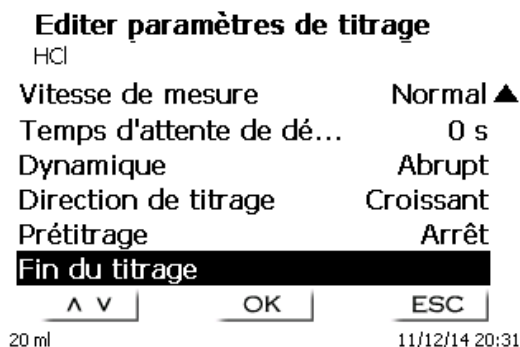 Editer paramètres de titrage
HCl
Vitesse de mesure Normal ▲
Temps d'attente de dé... 0 s
Dynamique Abrupt
Direction de titrage Croissant
Prétitrage Arrêt
Fin du titrage
∧ ∨ OK ESC
20 ml 11/12/14 20:31